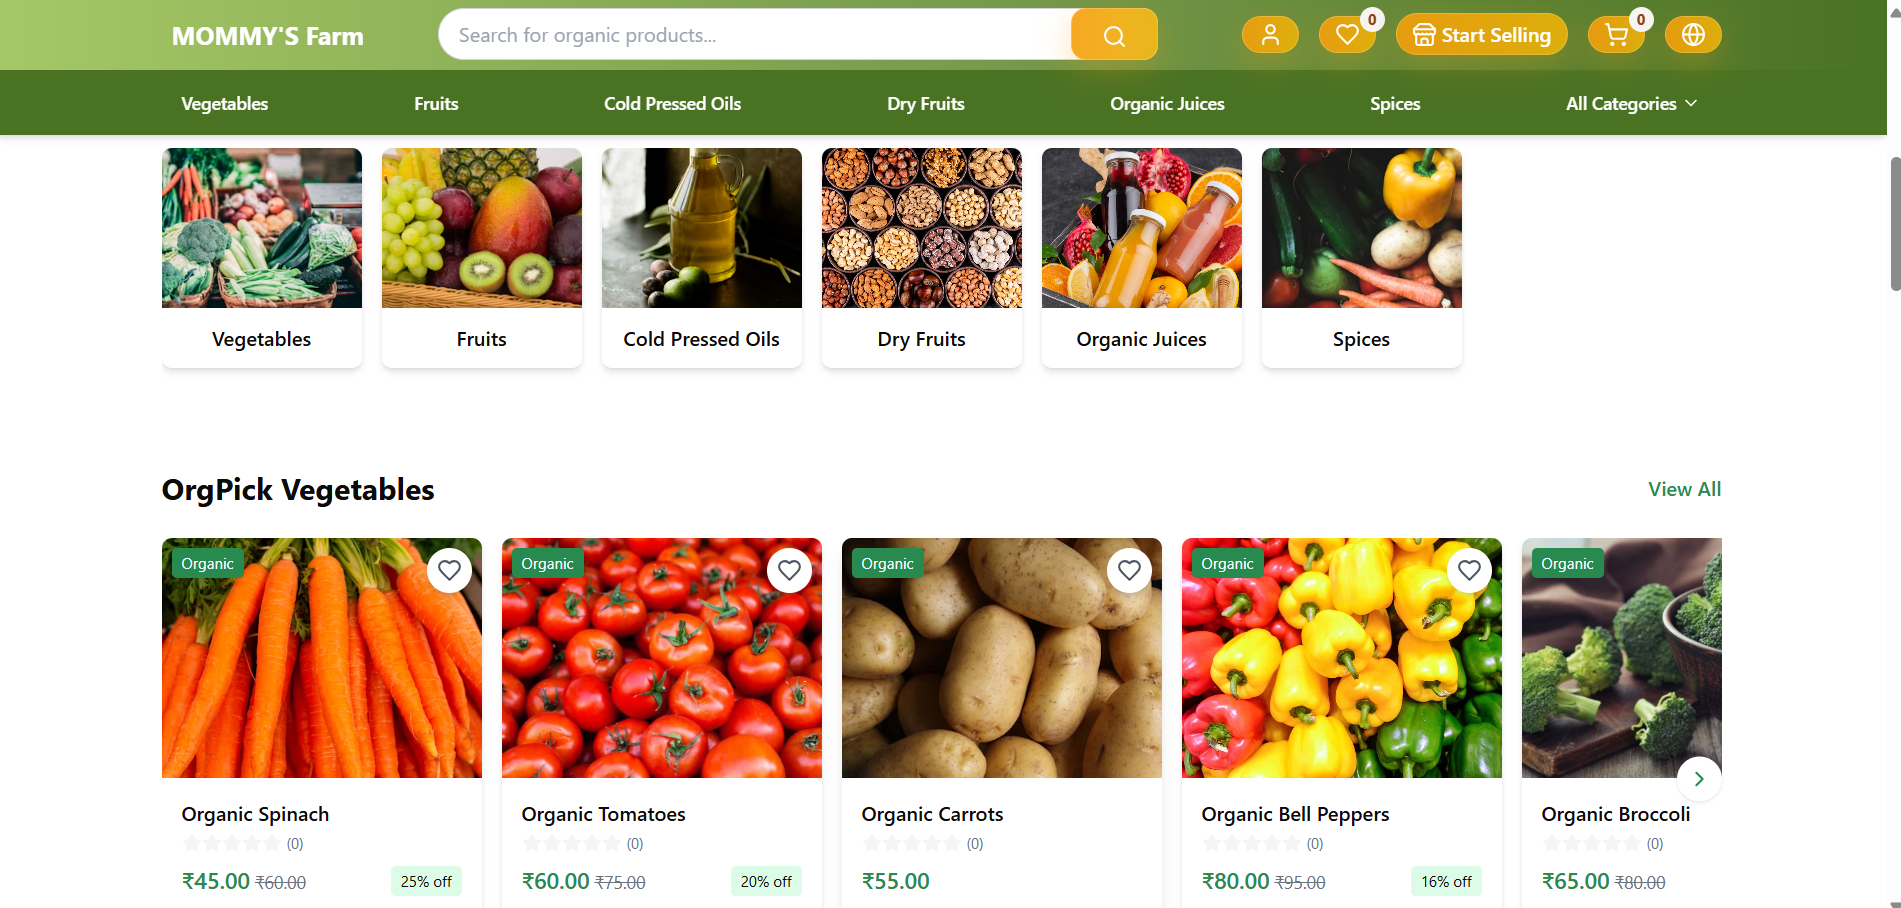 MOMMY'S Farm
Search for organic products...
0
Start Selling
0
Vegetables
Fruits
Cold Pressed Oils
Dry Fruits
Organic Juices
Spices
All Categories
Vegetables
Fruits
Cold Pressed Oils
Dry Fruits
Organic Juices
Spices
OrgPick Vegetables
View All
Organic
Organic
Organic
Organic
Organic
Organic Spinach
(0)
₹45.00 ₹60.00
25% off
Organic Tomatoes
(0)
₹60.00 ₹75.00
20% off
Organic Carrots
(0)
₹55.00
Organic Bell Peppers
(0)
₹80.00 ₹95.00
16% off
Organic Broccoli
(0)
₹65.00 ₹80.00